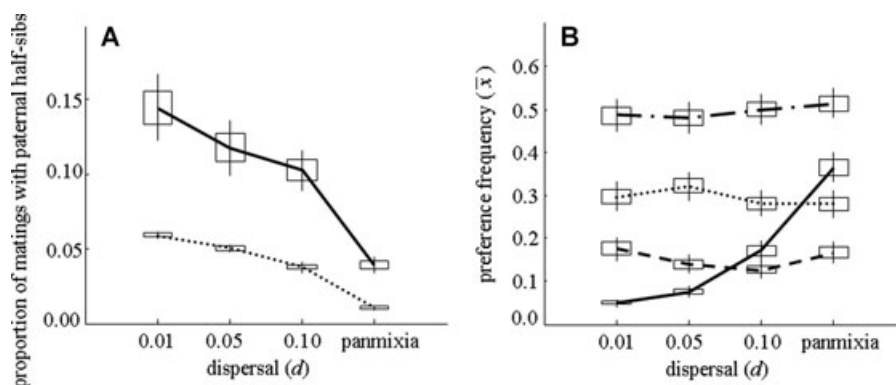 A
proportion of matings with paternal half-sibs
0.15
0.10
0.05
0.00
0.01 0.05 0.10 panmixia
dispersal (d)
B
preference frequency (x̅)
0.6
0.5
0.4
0.3
0.2
0.1
0.0
0.01 0.05 0.10 panmixia
dispersal (d)